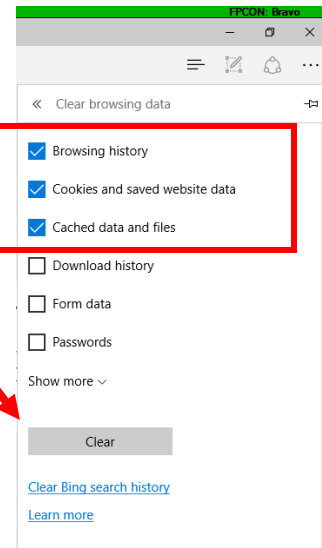 FPCON: Bravo
Clear browsing data
Browsing history
Cookies and saved website data
Cached data and files
Download history
Form data
Passwords
Show more
Clear
Clear Bing search history
Learn more